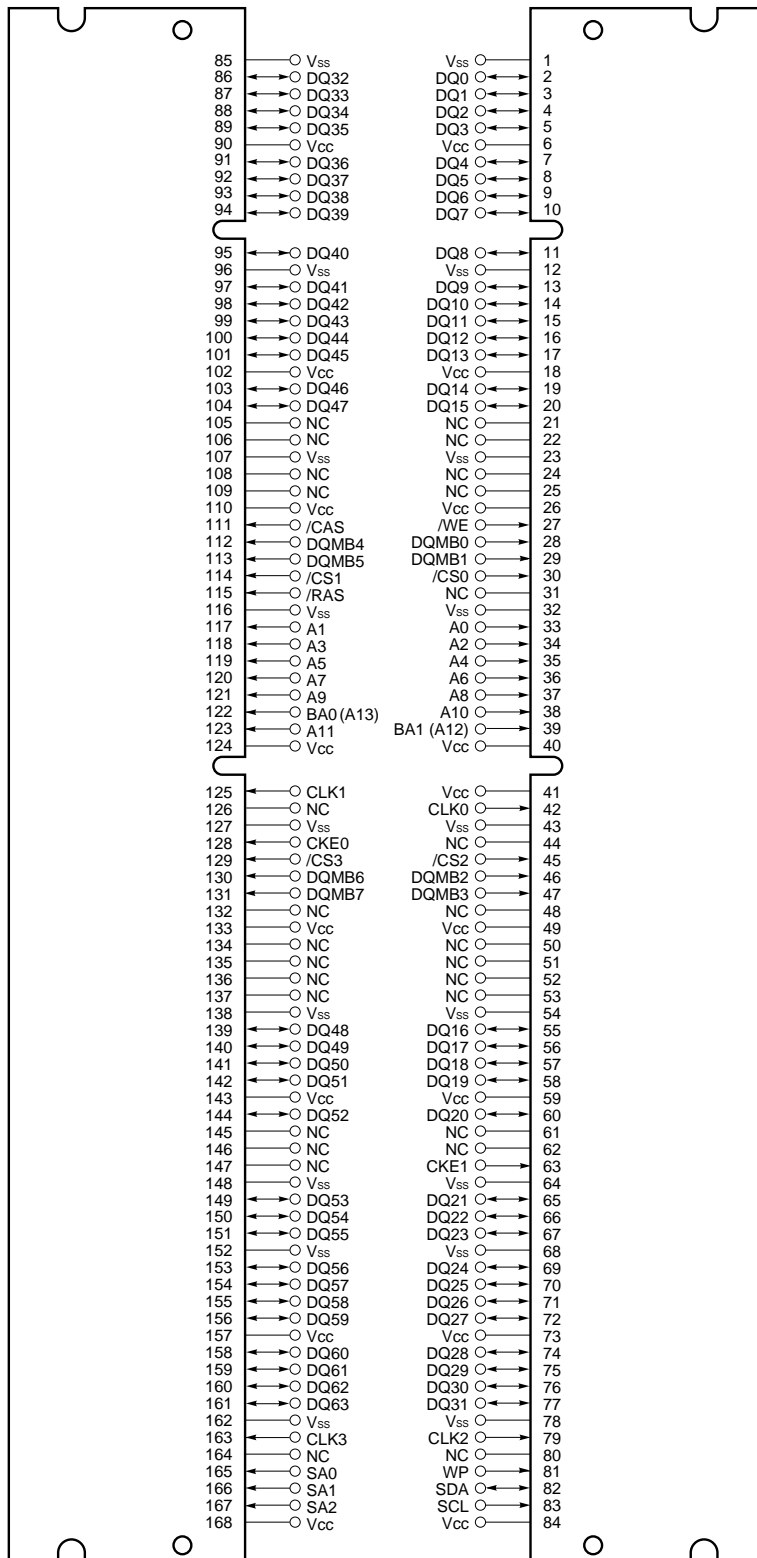 85 Vss Vss 1
86 DQ32 DQ0 2
87 DQ33 DQ1 3
88 DQ34 DQ2 4
89 DQ35 DQ3 5
90 Vcc Vcc 6
91 DQ36 DQ4 7
92 DQ37 DQ5 8
93 DQ38 DQ6 9
94 DQ39 DQ7 10
95 DQ40 DQ8 11
96 Vss Vss 12
97 DQ41 DQ9 13
98 DQ42 DQ10 14
99 DQ43 DQ11 15
100 DQ44 DQ12 16
101 DQ45 DQ13 17
102 Vcc Vcc 18
103 DQ46 DQ14 19
104 DQ47 DQ15 20
105 NC NC 21
106 NC NC 22
107 Vss Vss 23
108 NC NC 24
109 NC NC 25
110 Vcc Vcc 26
111 /CAS /WE 27
112 DQMB4 DQMB0 28
113 DQMB5 DQMB1 29
114 /CS1 /CS0 30
115 /RAS NC 31
116 Vss Vss 32
117 A1 A0 33
118 A3 A2 34
119 A5 A4 35
120 A7 A6 36
121 A9 A8 37
122 BA0 (A13) A10 38
123 A11 BA1 (A12) 39
124 Vcc Vcc 40
125 CLK1 Vcc 41
126 NC CLK0 42
127 Vss Vss 43
128 CKE0 NC 44
129 /CS3 /CS2 45
130 DQMB6 DQMB2 46
131 DQMB7 DQMB3 47
132 NC NC 48
133 Vcc Vcc 49
134 NC NC 50
135 NC NC 51
136 NC NC 52
137 NC NC 53
138 Vss Vss 54
139 DQ48 DQ16 55
140 DQ49 DQ17 56
141 DQ50 DQ18 57
142 DQ51 DQ19 58
143 Vcc Vcc 59
144 DQ52 DQ20 60
145 NC NC 61
146 NC NC 62
147 NC CKE1 63
148 Vss Vss 64
149 DQ53 DQ21 65
150 DQ54 DQ22 66
151 DQ55 DQ23 67
152 Vss Vss 68
153 DQ56 DQ24 69
154 DQ57 DQ25 70
155 DQ58 DQ26 71
156 DQ59 DQ27 72
157 Vcc Vcc 73
158 DQ60 DQ28 74
159 DQ61 DQ29 75
160 DQ62 DQ30 76
161 DQ63 DQ31 77
162 Vss Vss 78
163 CLK3 CLK2 79
164 NC NC 80
165 SA0 WP 81
166 SA1 SDA 82
167 SA2 SCL 83
168 Vcc Vcc 84